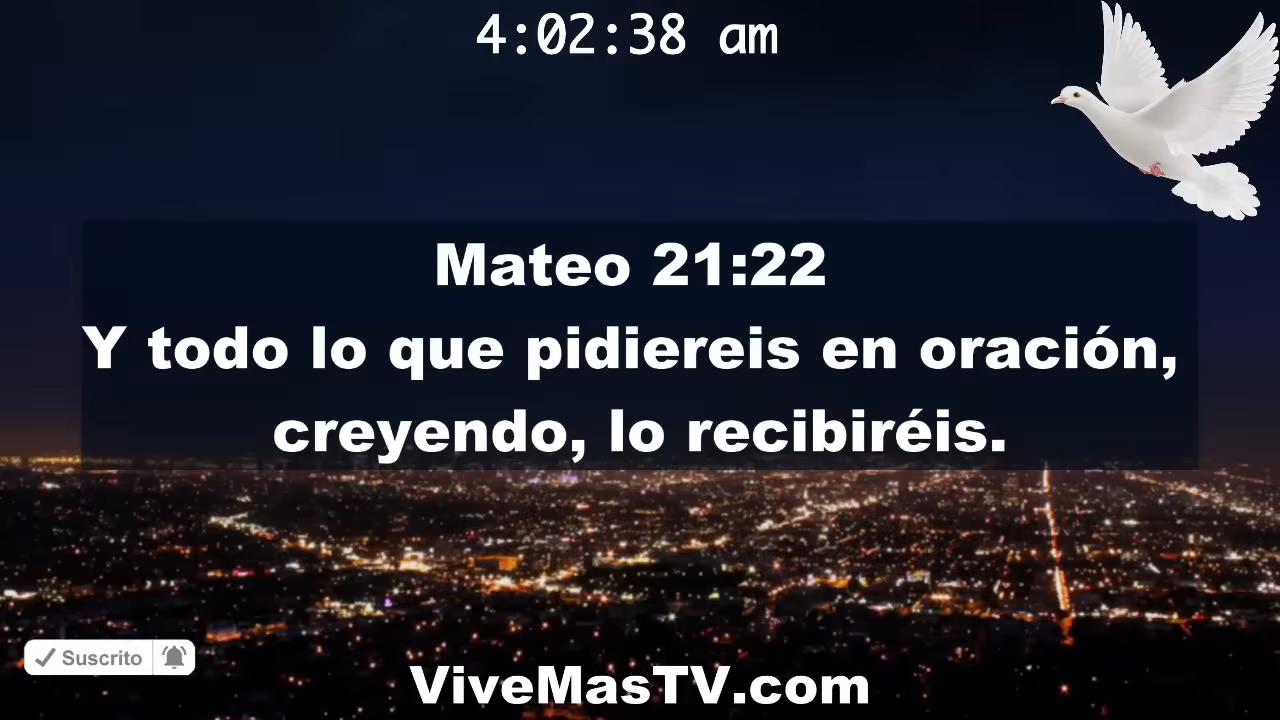 4:02:38 am
Mateo 21:22
Y todo lo que pidiereis en oración,
creyendo, lo recibiréis.
Suscrito
ViveMasTV.com